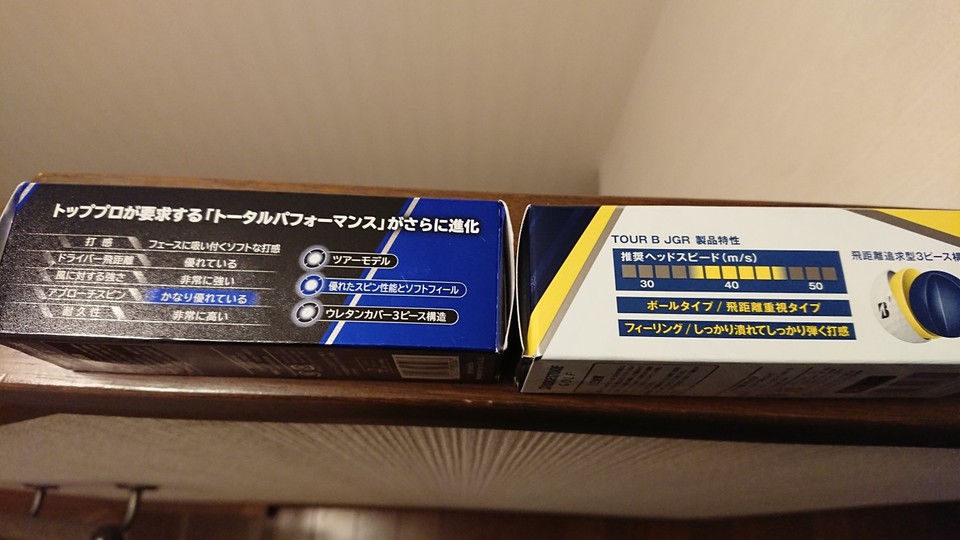 トッププロが要求する「トータルパフォーマンス」がさらに進化
打感 フェースに吸い付くソフトな打感
ドライバー飛距離 優れている
風に対する強さ 非常に強い
アプローチスピン かなり優れている
耐久性 非常に高い
ツアーモデル
優れたスピン性能とソフトフィール
ウレタンカバー3ピース構造
TOUR B JGR 製品特性
推奨ヘッドスピード(m/s)
30 40 50
ボールタイプ / 飛距離重視タイプ
フィーリング / しっかり潰れてしっかり弾く打感
飛距離追求型3ピース構
B